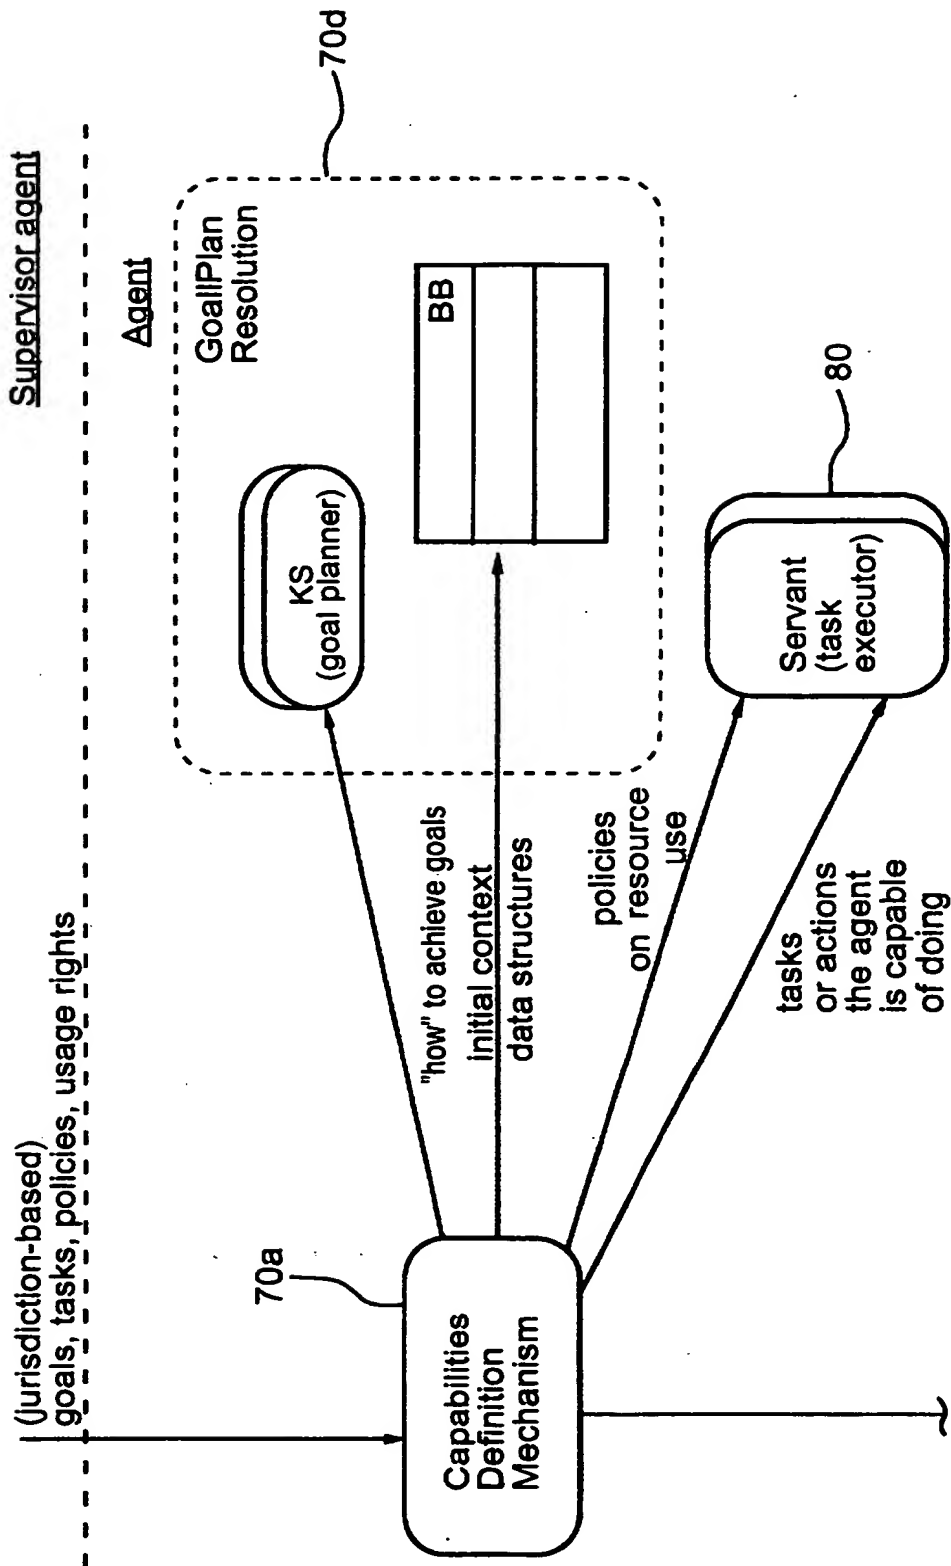 Supervisor agent
(jurisdiction-based)
goals, tasks, policies, usage rights
Agent
70d
GoallPlan
Resolution
KS
(goal planner)
BB
70a
Capabilities
Definition
Mechanism
"how" to achieve goals
initial context
data structures
policies
on resource
use
tasks
or actions
the agent
is capable
of doing
80
Servant
(task
executor)